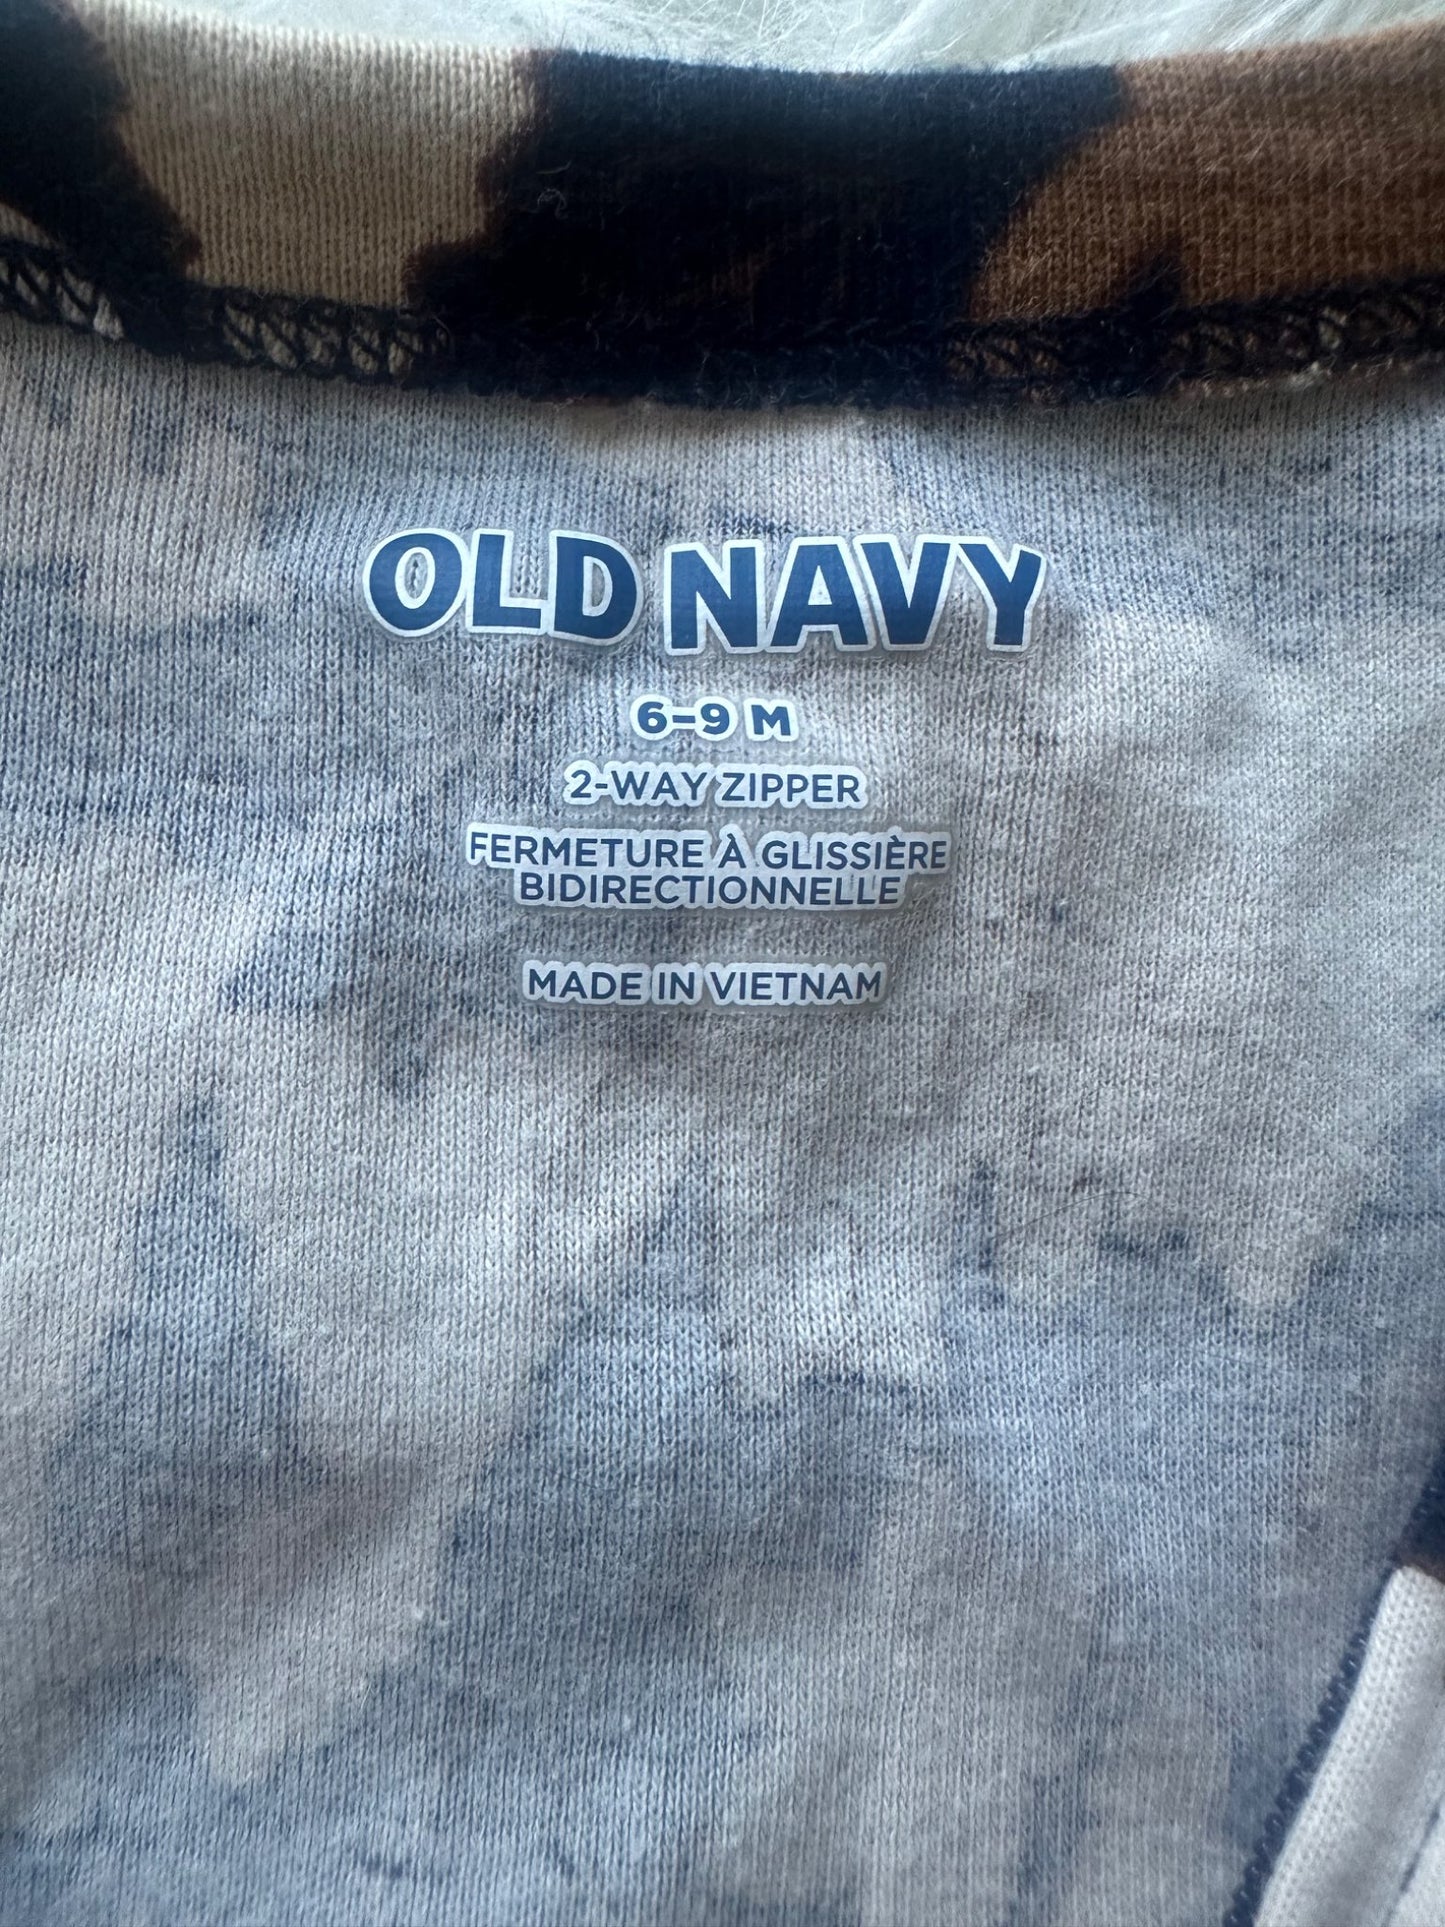 OLD NAVY
6-9 M
2-WAY ZIPPER
FERMETURE À GLISSIÈRE
BIDIRECTIONNELLE
MADE IN VIETNAM